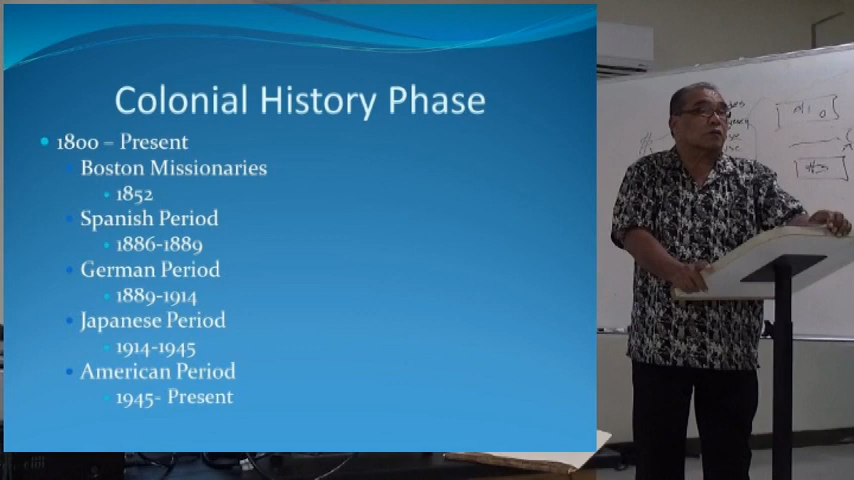 Colonial History Phase
1800 – Present
Boston Missionaries
1852
Spanish Period
1886-1889
German Period
1889-1914
Japanese Period
1914-1945
American Period
1945- Present